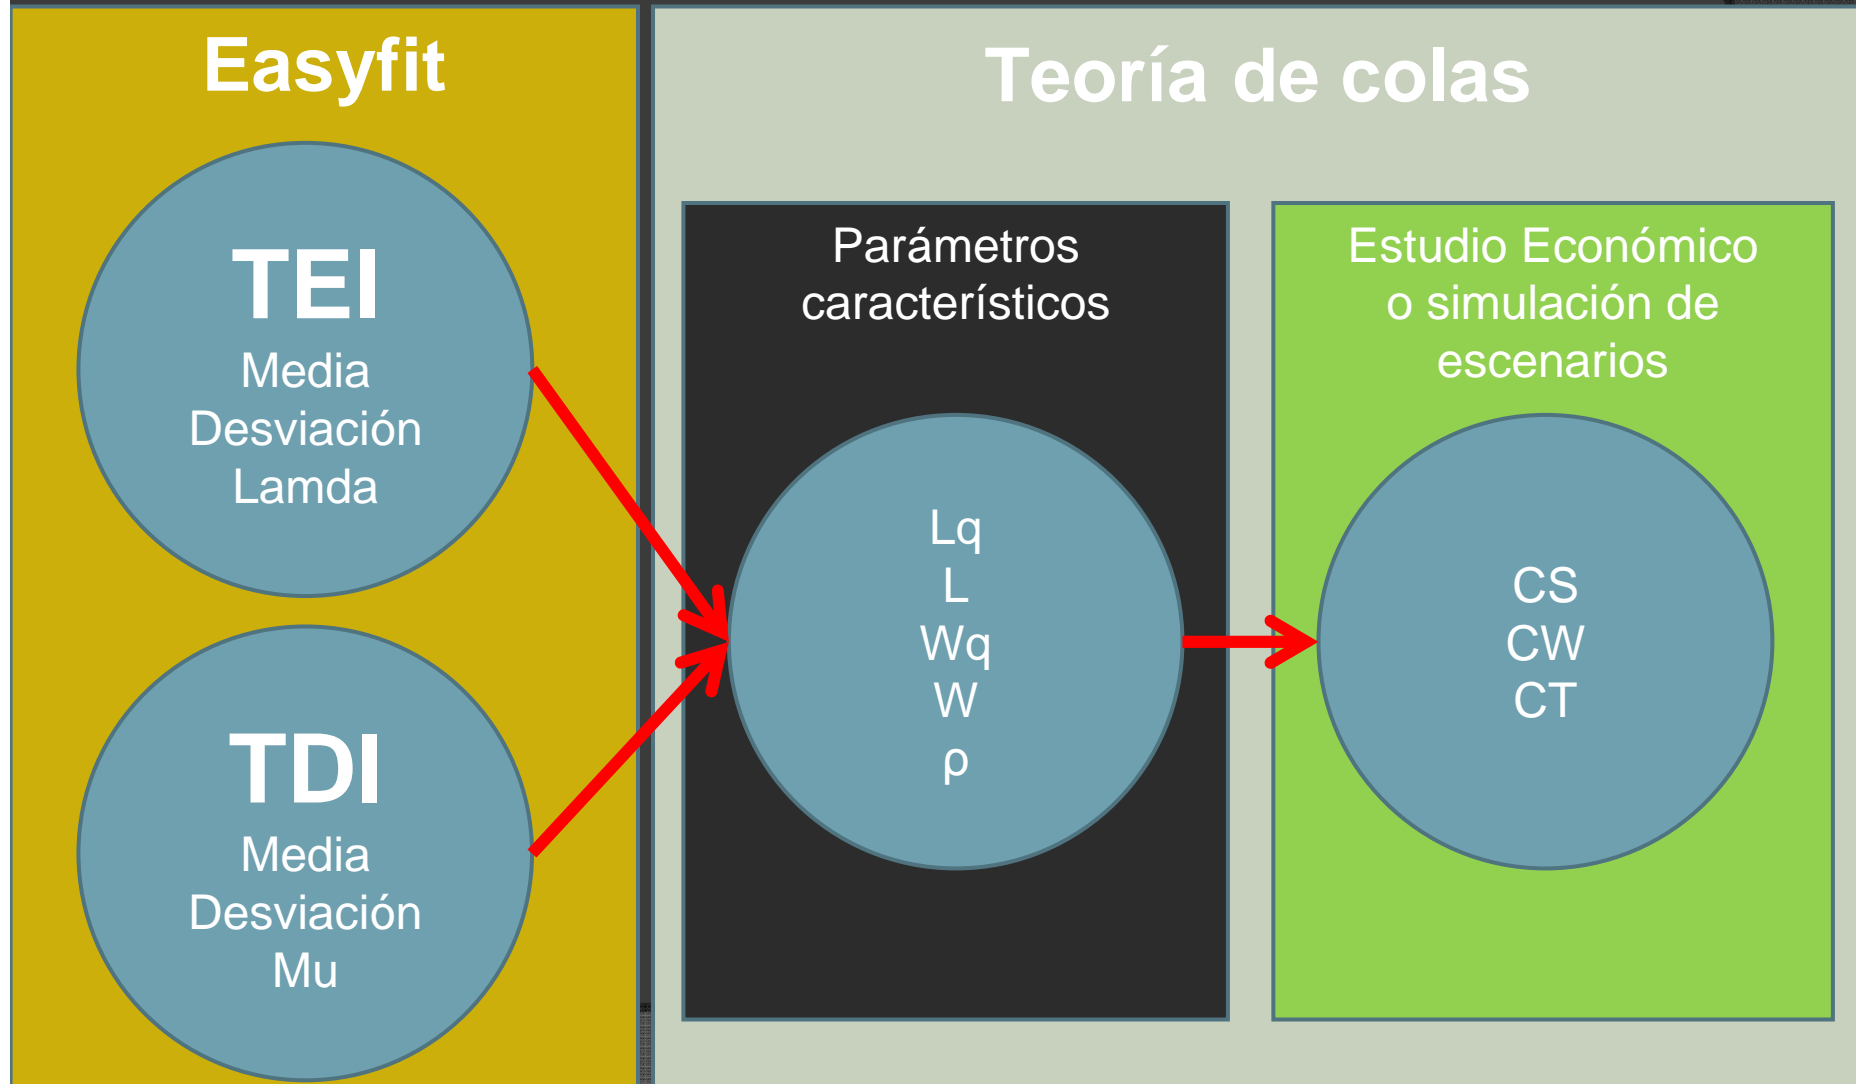 Easyfit
TEI
Media
Desviación
Lamda
TDI
Media
Desviación
Mu
Teoría de colas
Parámetros
característicos
Lq
L
Wq
W
ρ
Estudio Económico
o simulación de
escenarios
CS
CW
CT